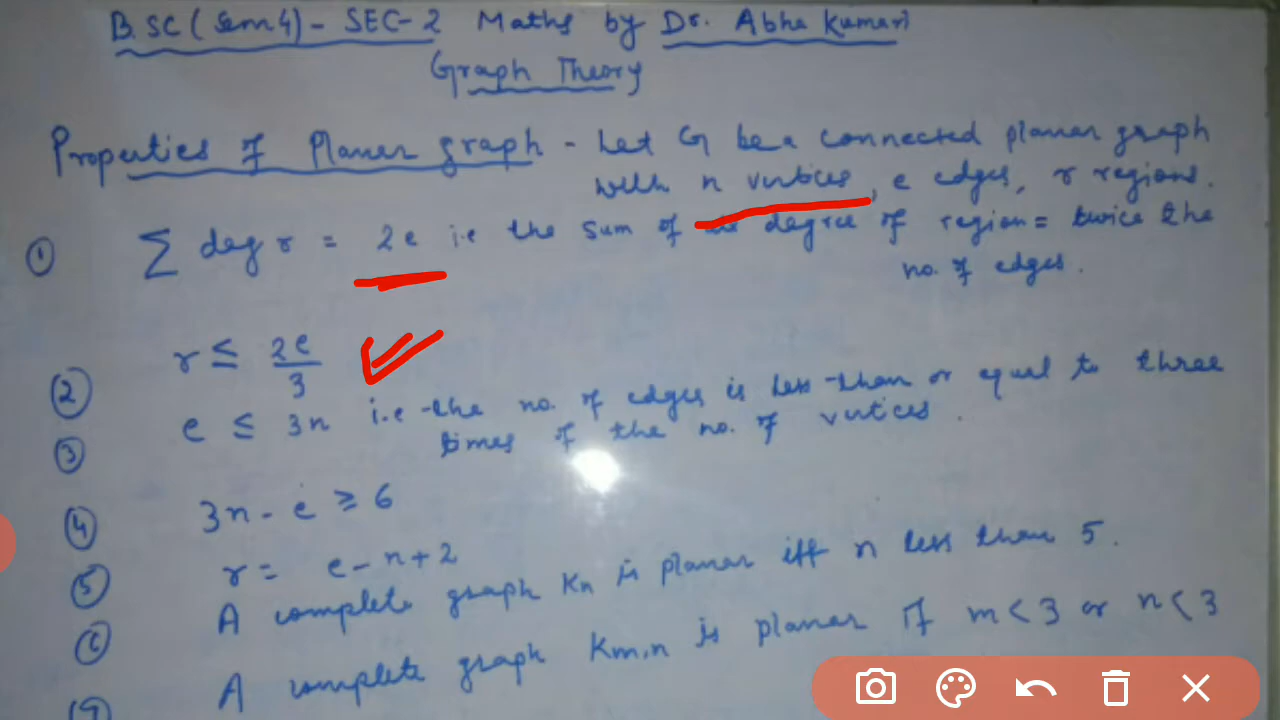 B.SC (Sem 4) - SEC-2 Maths by Dr. Abha Kumari
Graph Theory
Properties of Planer graph - Let G be a connected planar graph
with n vertices, e edges, r regions.
① ∑ deg r = 2e i.e the sum of degree of region = twice the
no. of edges.
② r ≤ 2e/3
③ e ≤ 3n i.e the no. of edges is less than or equal to three
times of the no. of vertices.
④ 3n - e ≥ 6
⑤ r = e - n + 2
⑥ A complete graph Kn is planar iff n less than 5.
⑦ A complete graph Km,n is planar if m < 3 or n < 3